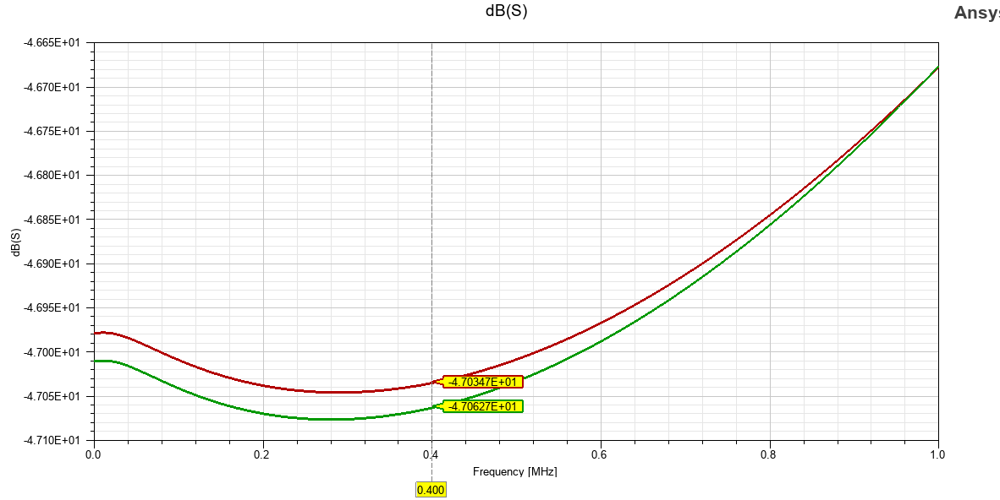 dB(S)
Ansys
-4.665E+01
-4.670E+01
-4.675E+01
-4.680E+01
-4.685E+01
dB(S)
-4.690E+01
-4.695E+01
-4.700E+01
-4.70347E+01
-4.705E+01
-4.70627E+01
-4.710E+01
0.0 0.2 0.4 0.6 0.8 1.0
Frequency [MHz]
0.400